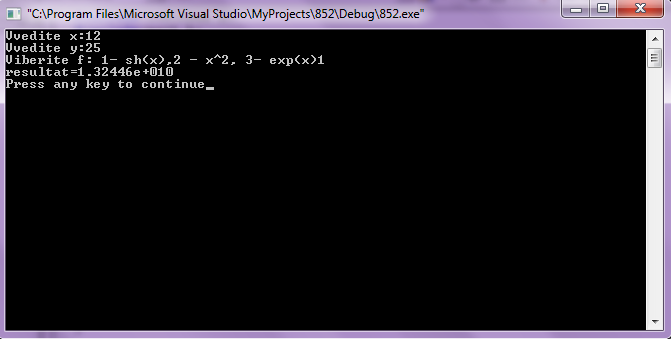 "C:\Program Files\Microsoft Visual Studio\MyProjects\852\Debug\852.exe"
Vvedite x:12
Vvedite y:25
Viberite f: 1- sh(x),2 - x^2, 3- exp(x)1
resultat=1.32446e+010
Press any key to continue_